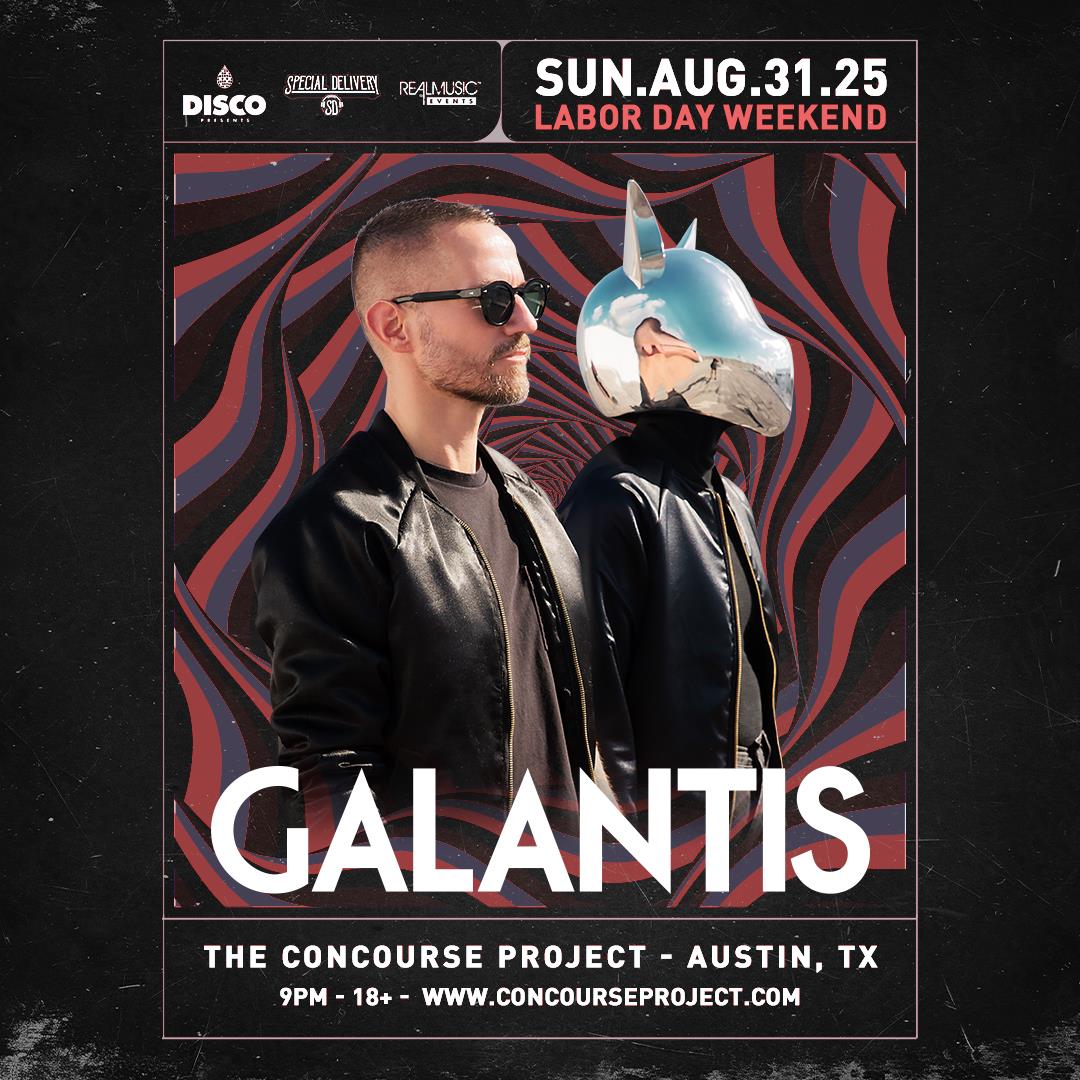 DISCO
PRESENTS
SPECIAL DELIVERY
SD
REALMUSIC™
EVENTS
SUN.AUG.31.25
LABOR DAY WEEKEND
GALANTIS
THE CONCOURSE PROJECT - AUSTIN, TX
9PM - 18+ - WWW.CONCOURSEPROJECT.COM